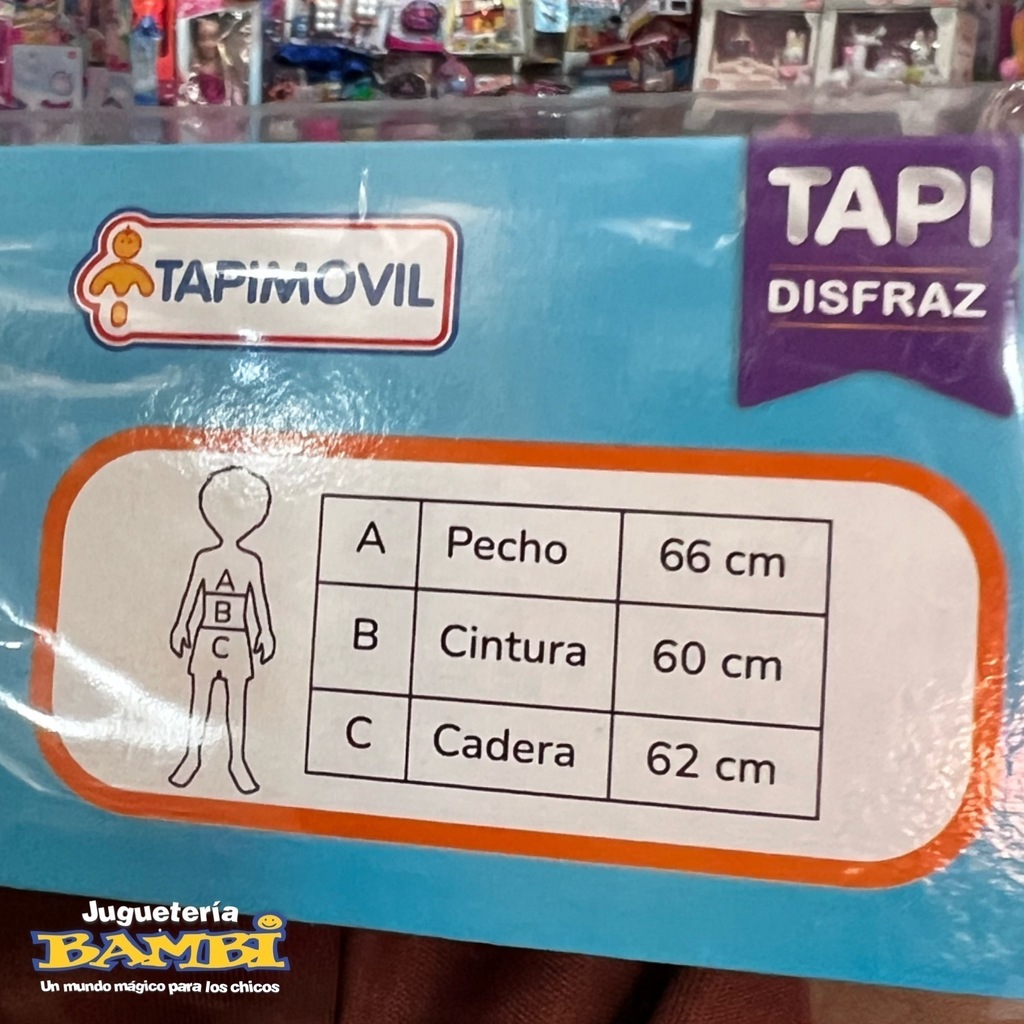 TAPIMOVIL
TAPI
DISFRAZ
A
B
C
A Pecho 66 cm
B Cintura 60 cm
C Cadera 62 cm
Juguetería
BAMBI
Un mundo mágico para los chicos